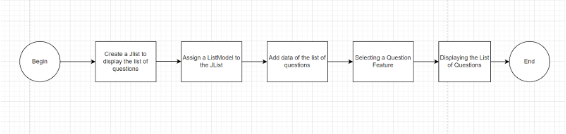 Begin
Create a Jlist to
display the list of
questions
Assign a ListModel to
the JList
Add data of the list of
questions
Selecting a Question
Feature
Displaying the List
of Questions
End